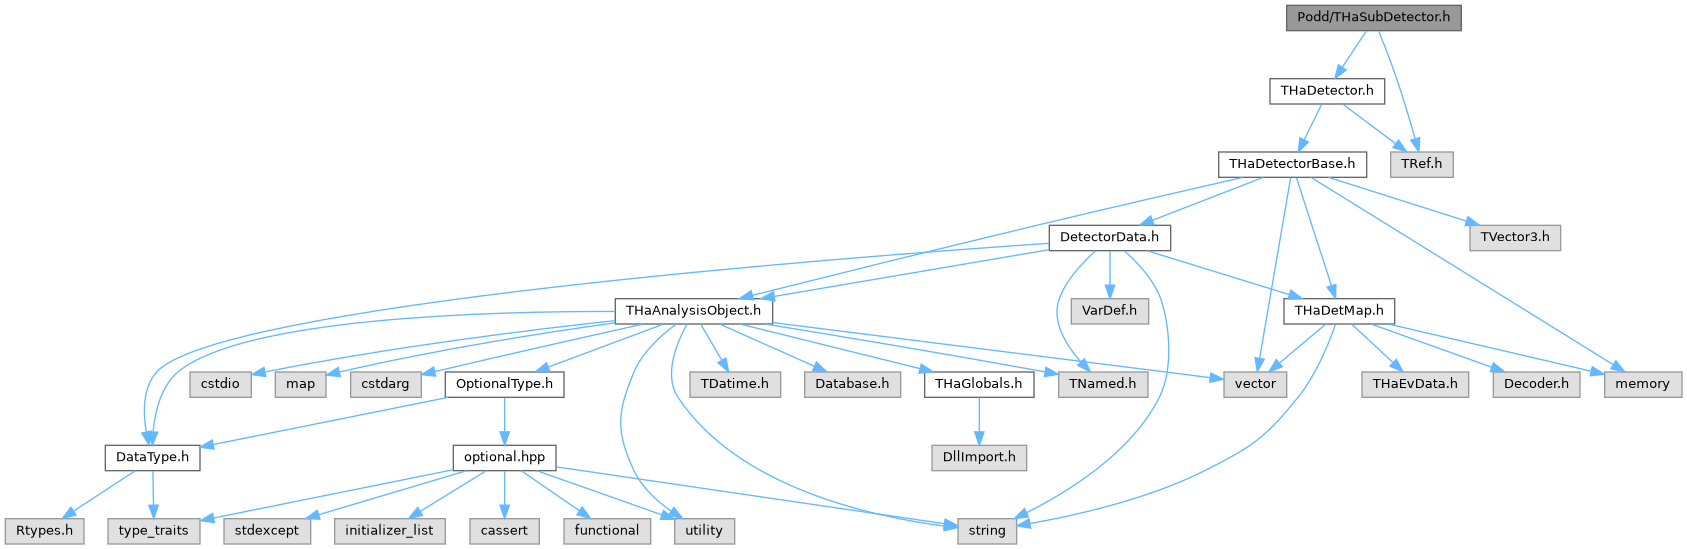 Podd/THaSubDetector.h
THaDetector.h
THaDetectorBase.h
TRef.h
DetectorData.h
TVector3.h
THaAnalysisObject.h
VarDef.h
THaDetMap.h
cstdio
map
cstdarg
OptionalType.h
TDatime.h
Database.h
THaGlobals.h
TNamed.h
vector
THaEvData.h
Decoder.h
memory
DataType.h
optional.hpp
DllImport.h
Rtypes.h
type_traits
stdexcept
initializer_list
cassert
functional
utility
string